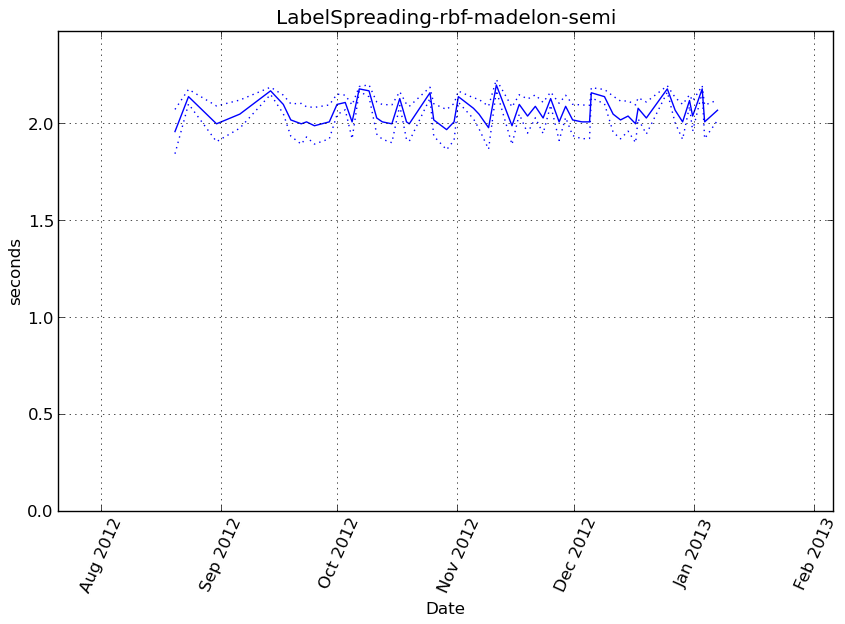 LabelSpreading-rbf-madelon-semi
2.0
1.5
1.0
0.5
0.0
seconds
Aug 2012
Sep 2012
Oct 2012
Nov 2012
Dec 2012
Jan 2013
Feb 2013
Date